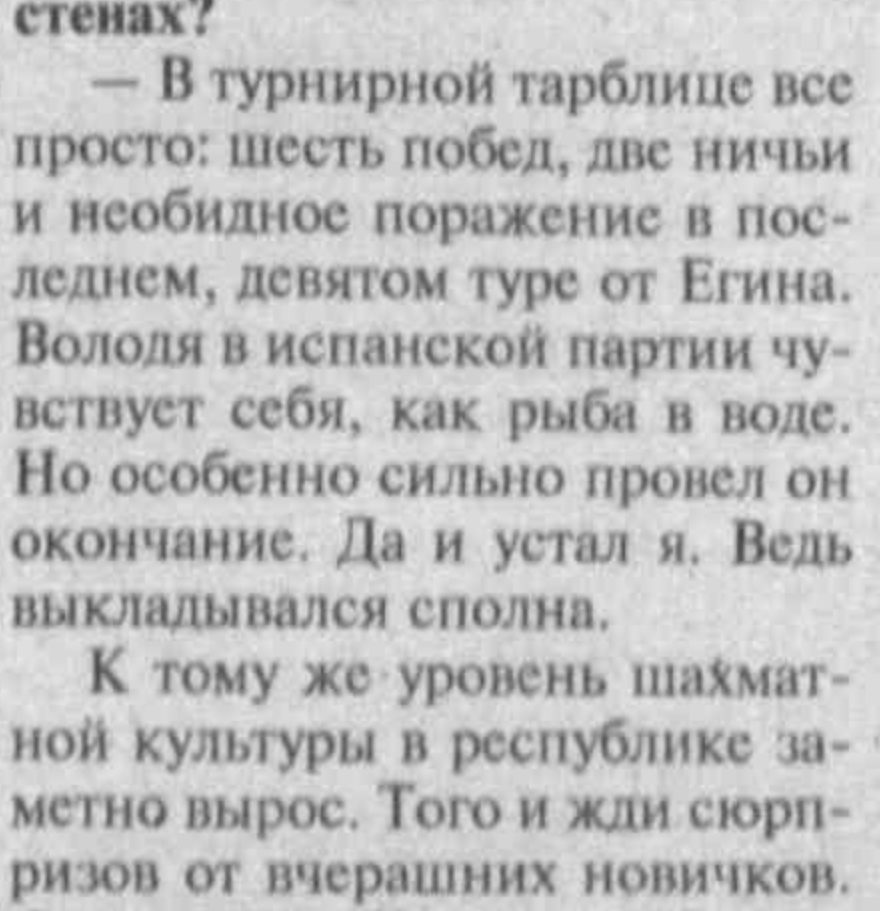 стенах?
— В турнирной тарблице все
просто: шесть побед, две ничьи
и необидное поражение в пос-
леднем, девятом туре от Егина.
Володя в испанской партии чу-
вствует себя, как рыба в воде.
Но особенно сильно провел он
окончание. Да и устал я. Ведь
выкладывался сполна.
К тому же уровень шахмат-
ной культуры в республике за-
метно вырос. Того и жди сюрп-
ризов от вчерашних новичков.